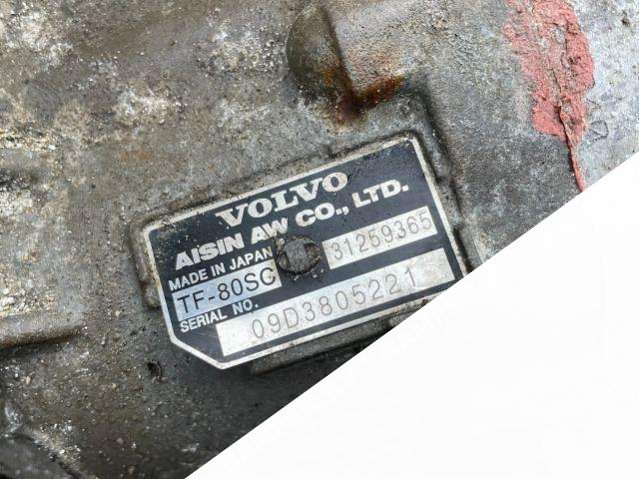 VOLVO
AISIN AW CO., LTD.
MADE IN JAPAN
TF-80SC 31259365
SERIAL NO.
09D3805221